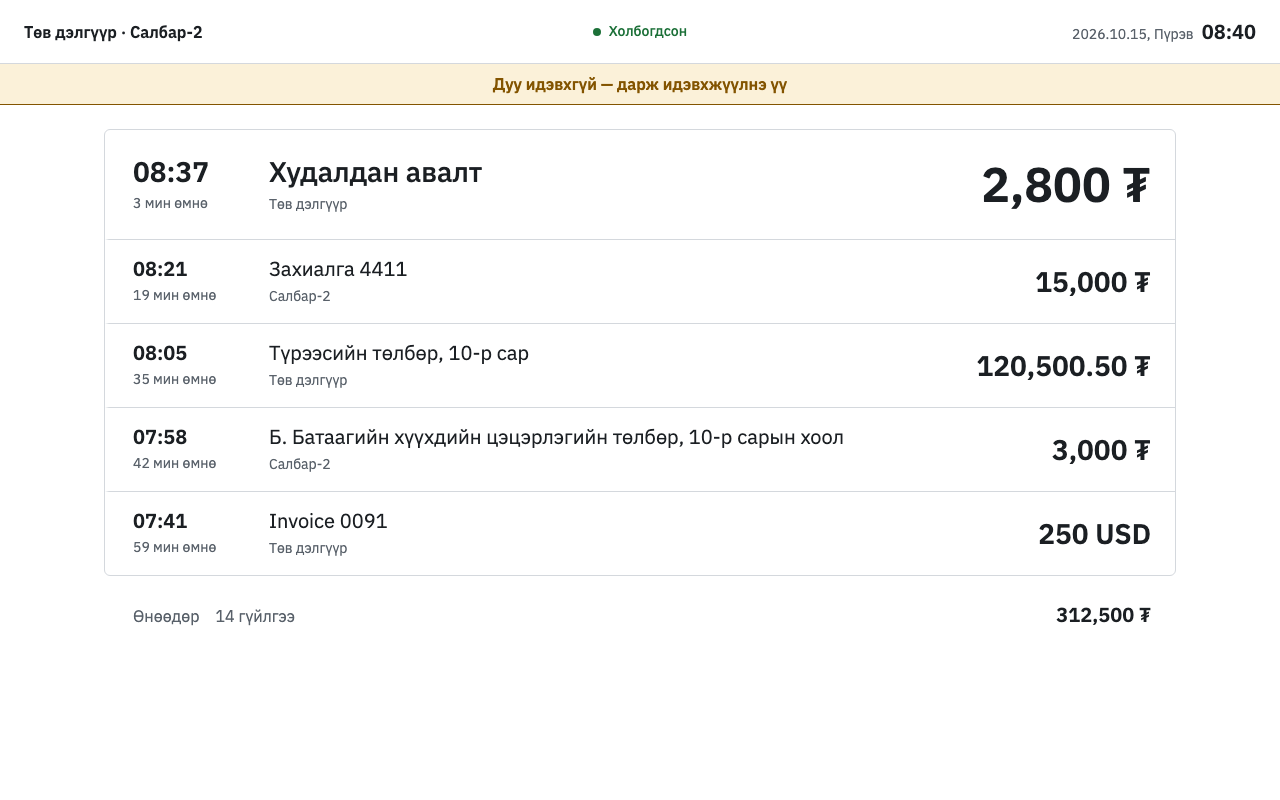 Төв дэлгүүр · Салбар-2
Холбогдсон
2026.10.15, Пүрэв 08:40
Дуу идэвхгүй — дарж идэвхжүүлнэ үү
08:37 Худалдан авалт 2,800 ₮
3 мин өмнө Төв дэлгүүр
08:21 Захиалга 4411 15,000 ₮
19 мин өмнө Салбар-2
08:05 Түрээсийн төлбөр, 10-р сар 120,500.50 ₮
35 мин өмнө Төв дэлгүүр
07:58 Б. Батаагийн хүүхдийн цэцэрлэгийн төлбөр, 10-р сарын хоол 3,000 ₮
42 мин өмнө Салбар-2
07:41 Invoice 0091 250 USD
59 мин өмнө Төв дэлгүүр
Өнөөдөр 14 гүйлгээ 312,500 ₮